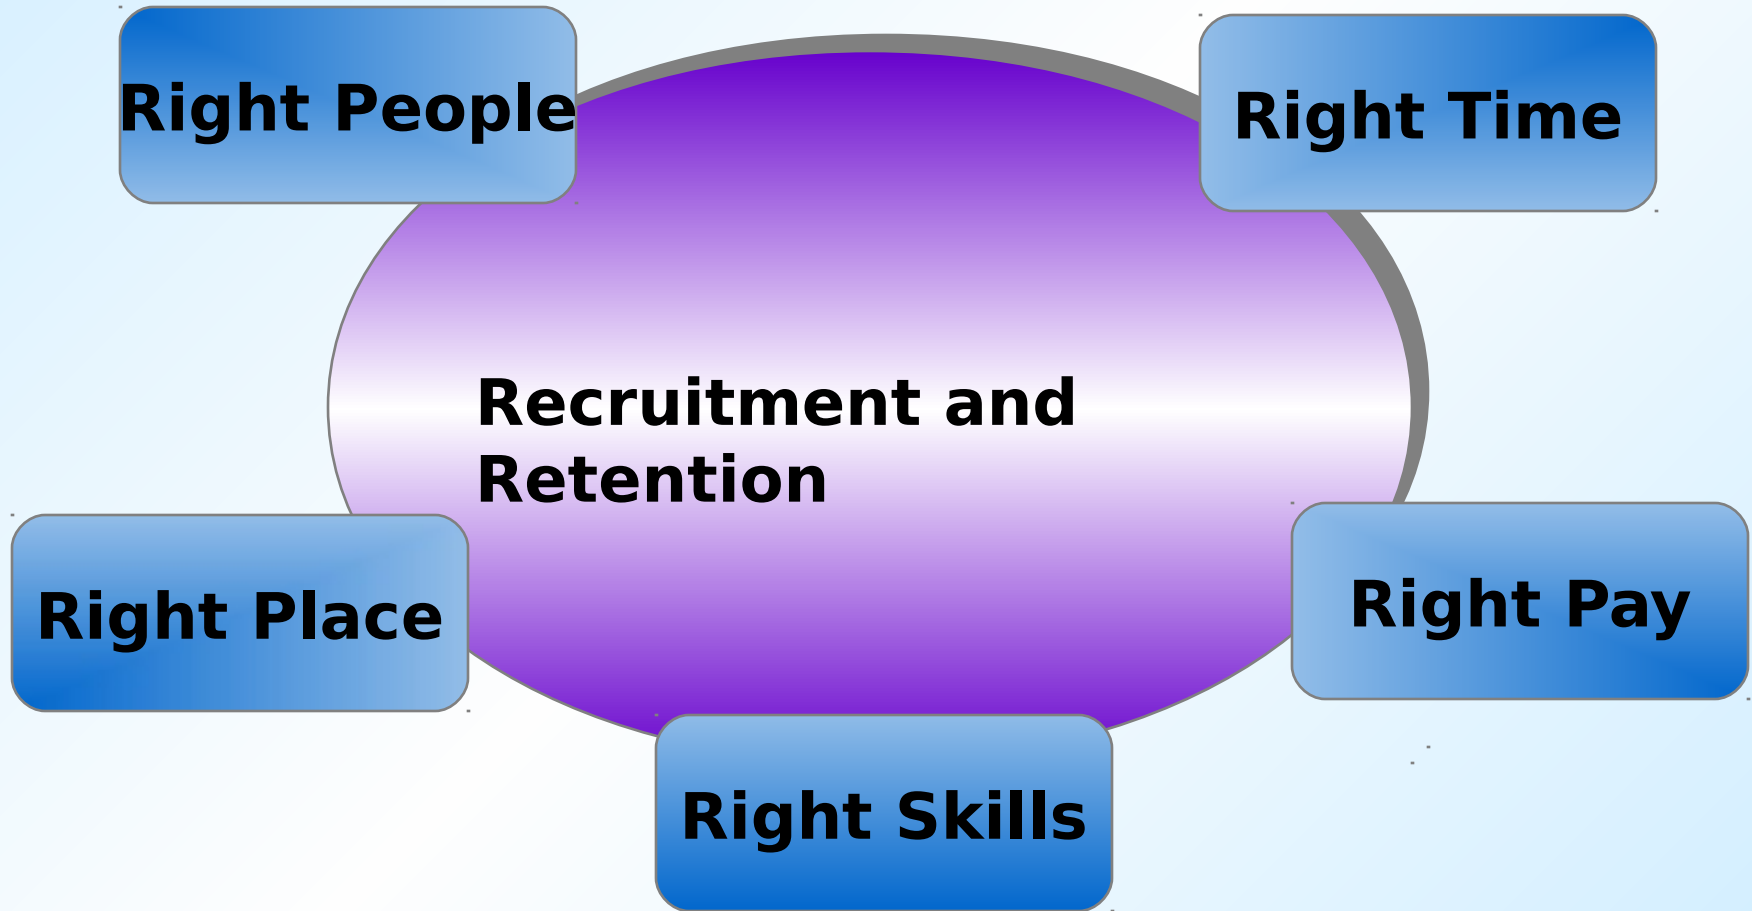 Right People
Right Time
Recruitment and
Retention
Right Place
Right Pay
Right Skills